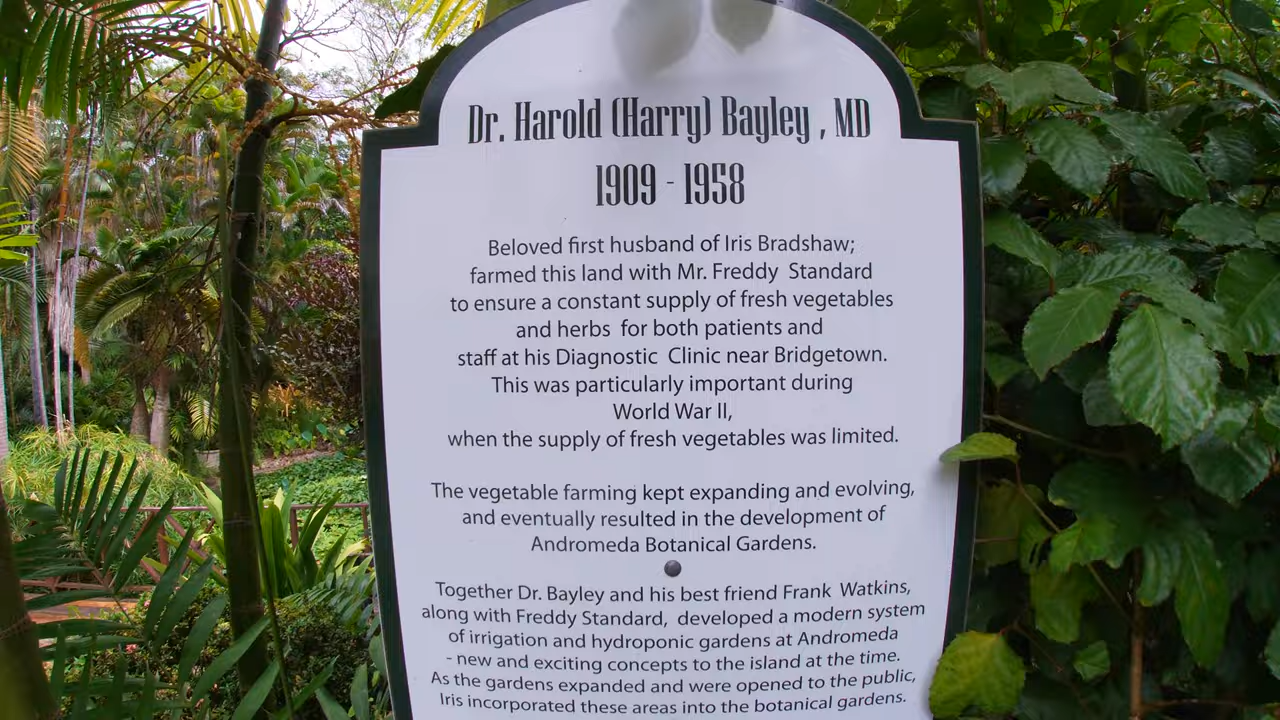 Dr. Harold (Harry) Bayley , MD
1909 - 1958
Beloved first husband of Iris Bradshaw;
farmed this land with Mr. Freddy Standard
to ensure a constant supply of fresh vegetables
and herbs for both patients and
staff at his Diagnostic Clinic near Bridgetown.
This was particularly important during
World War II,
when the supply of fresh vegetables was limited.
The vegetable farming kept expanding and evolving,
and eventually resulted in the development of
Andromeda Botanical Gardens.
Together Dr. Bayley and his best friend Frank Watkins,
along with Freddy Standard, developed a modern system
of irrigation and hydroponic gardens at Andromeda
- new and exciting concepts to the island at the time.
As the gardens expanded and were opened to the public,
Iris incorporated these areas into the botanical gardens.